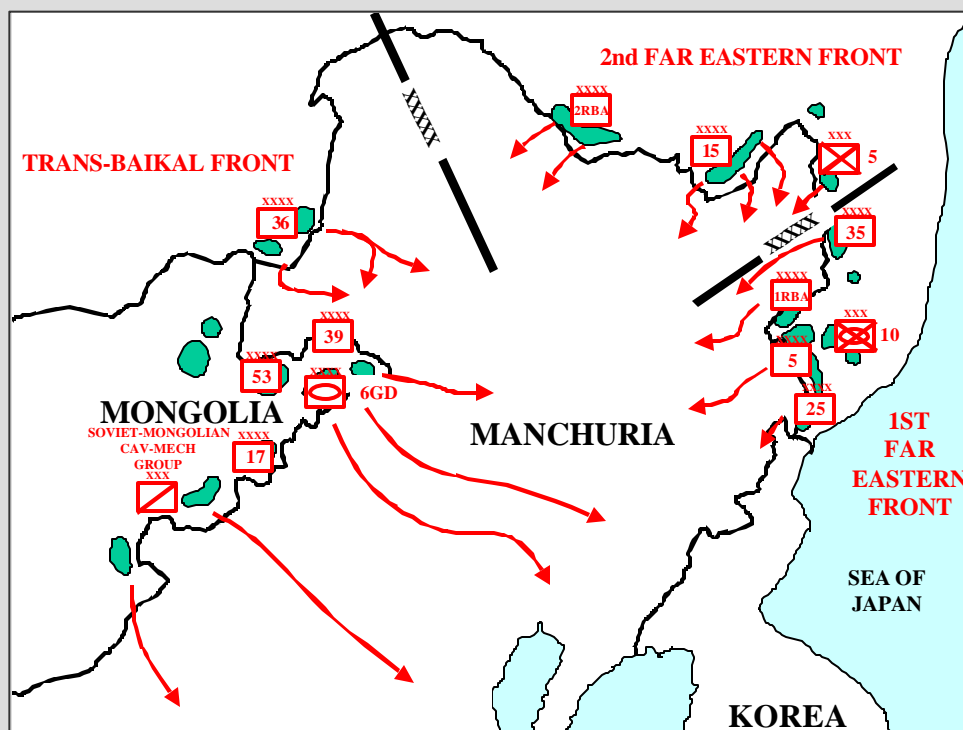 2nd FAR EASTERN FRONT
XXXXX
XXXX
2RBA
XXXX
15
XXX
5
TRANS-BAIKAL FRONT
XXXX
36
XXXXX
XXXX
35
XXXX
1RBA
XXXX
39
XXX
10
XXXX
5
XXXX
53
XXXX
6GD
XXXX
25
MONGOLIA
MANCHURIA
SOVIET-MONGOLIAN
CAV-MECH
GROUP
XXX
XXXX
17
1ST
FAR
EASTERN
FRONT
SEA OF
JAPAN
KOREA